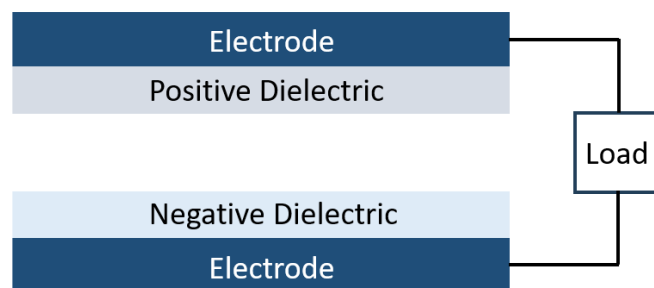 Electrode
Positive Dielectric
Load
Negative Dielectric
Electrode